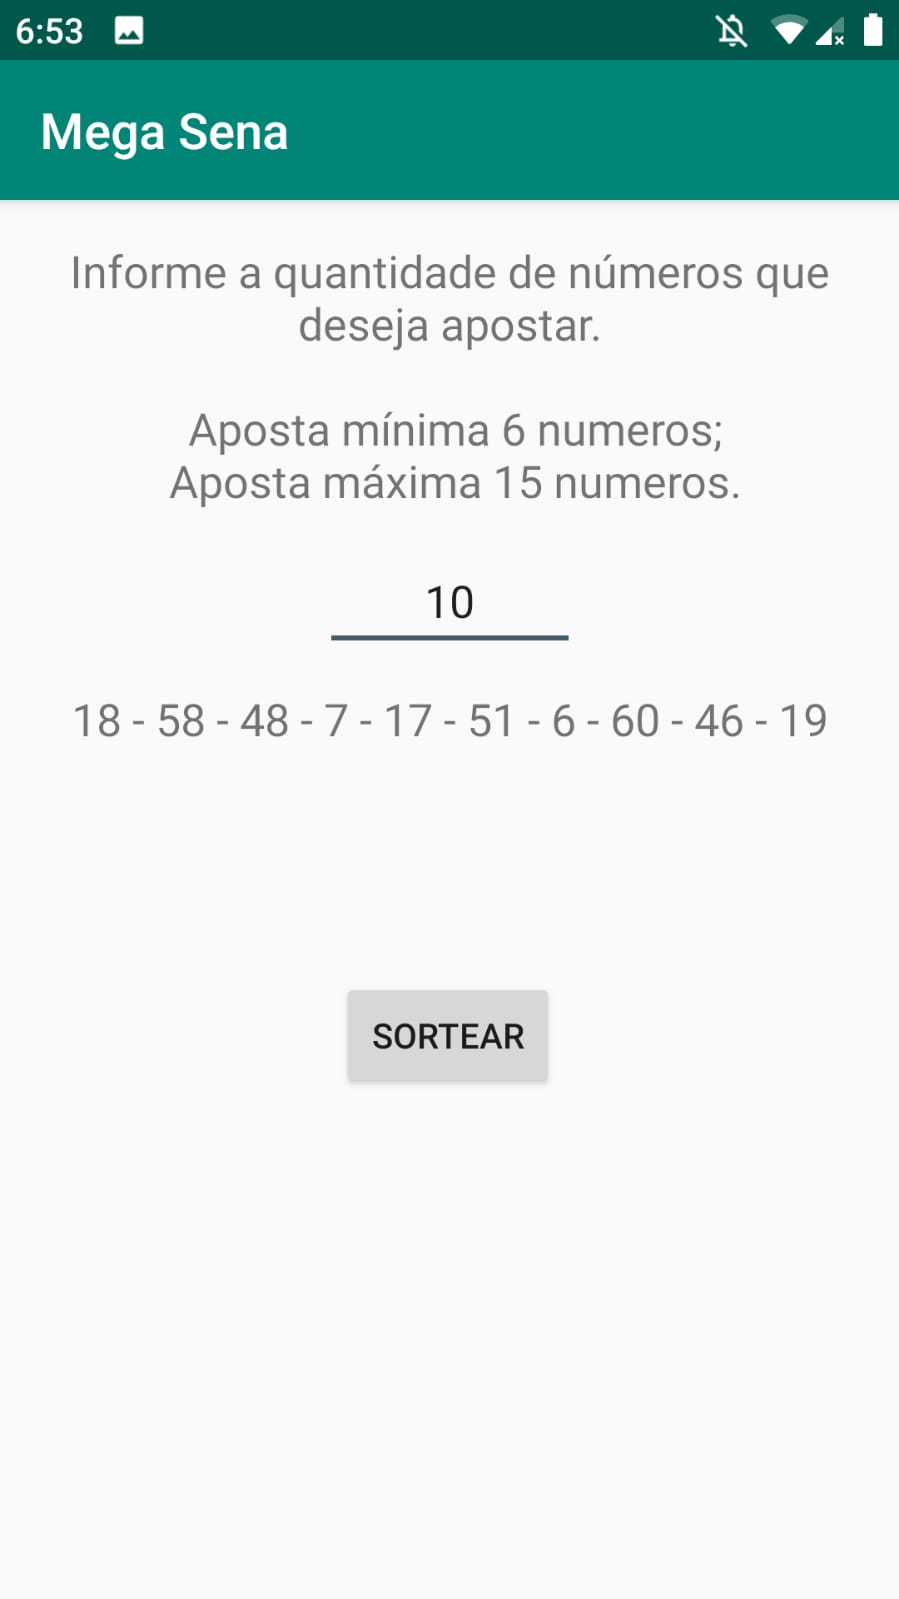 6:53
Mega Sena
Informe a quantidade de números que
deseja apostar.
Aposta mínima 6 numeros;
Aposta máxima 15 numeros.
10
18 - 58 - 48 - 7 - 17 - 51 - 6 - 60 - 46 - 19
SORTEAR